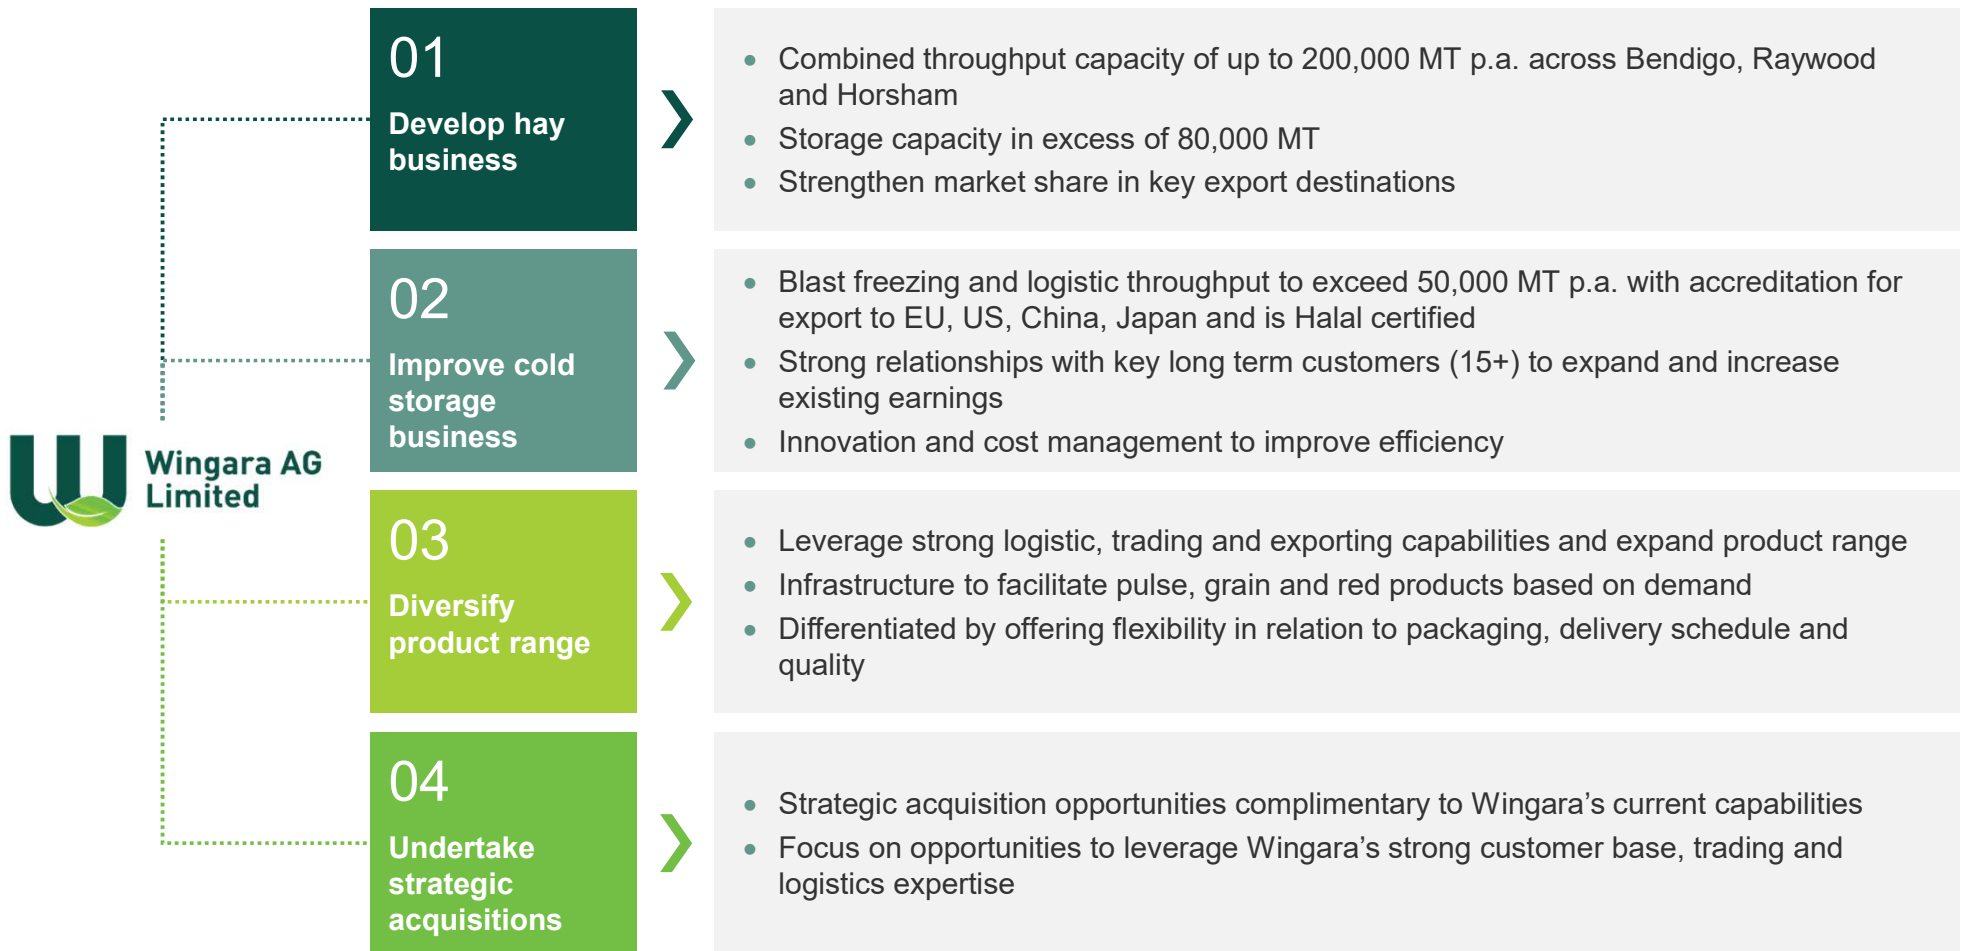 Wingara AG
Limited
01
Develop hay
business
• Combined throughput capacity of up to 200,000 MT p.a. across Bendigo, Raywood
and Horsham
• Storage capacity in excess of 80,000 MT
• Strengthen market share in key export destinations
02
Improve cold
storage
business
• Blast freezing and logistic throughput to exceed 50,000 MT p.a. with accreditation for
export to EU, US, China, Japan and is Halal certified
• Strong relationships with key long term customers (15+) to expand and increase
existing earnings
• Innovation and cost management to improve efficiency
03
Diversify
product range
• Leverage strong logistic, trading and exporting capabilities and expand product range
• Infrastructure to facilitate pulse, grain and red products based on demand
• Differentiated by offering flexibility in relation to packaging, delivery schedule and
quality
04
Undertake
strategic
acquisitions
• Strategic acquisition opportunities complimentary to Wingara’s current capabilities
• Focus on opportunities to leverage Wingara’s strong customer base, trading and
logistics expertise